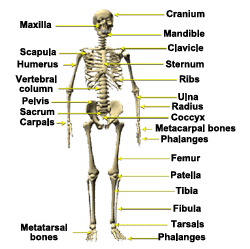 Cranium
Maxilla
Mandible
Scapula
Clavicle
Humerus
Sternum
Vertebral
column
Ribs
Pelvis
Ulna
Sacrum
Radius
Carpals
Coccyx
Metacarpal bones
Phalanges
Femur
Patella
Tibia
Fibula
Metatarsal
bones
Tarsals
Phalanges